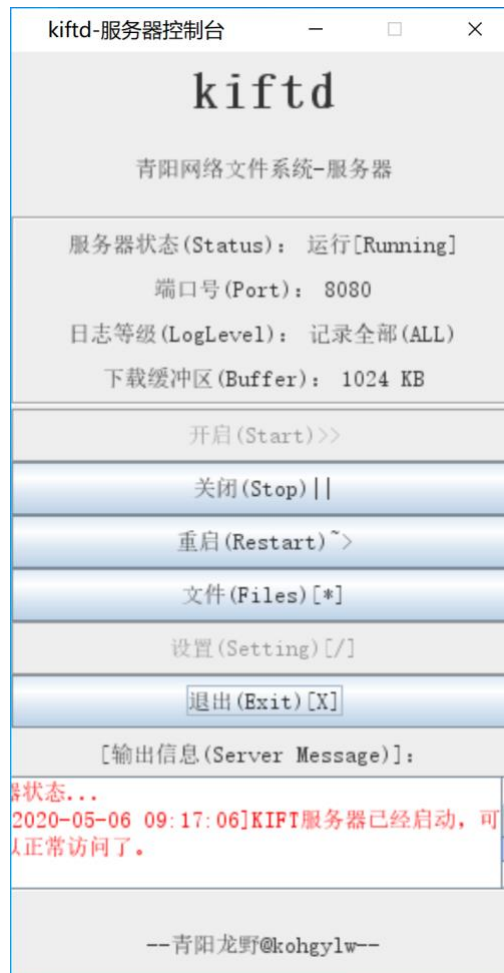 kiftd-服务器控制台
kiftd
青阳网络文件系统-服务器
服务器状态(Status)： 运行[Running]
端口号(Port)： 8080
日志等级(LogLevel)： 记录全部(ALL)
下载缓冲区(Buffer)： 1024 KB
开启(Start)>>
关闭(Stop)||
重启(Restart)~>
文件(Files)[*]
设置(Setting)[/]
退出(Exit)[X]
[输出信息(Server Message)]：
器状态...
2020-05-06 09:17:06]KIFT服务器已经启动，可
以正常访问了。
--青阳龙野@kohgylw--